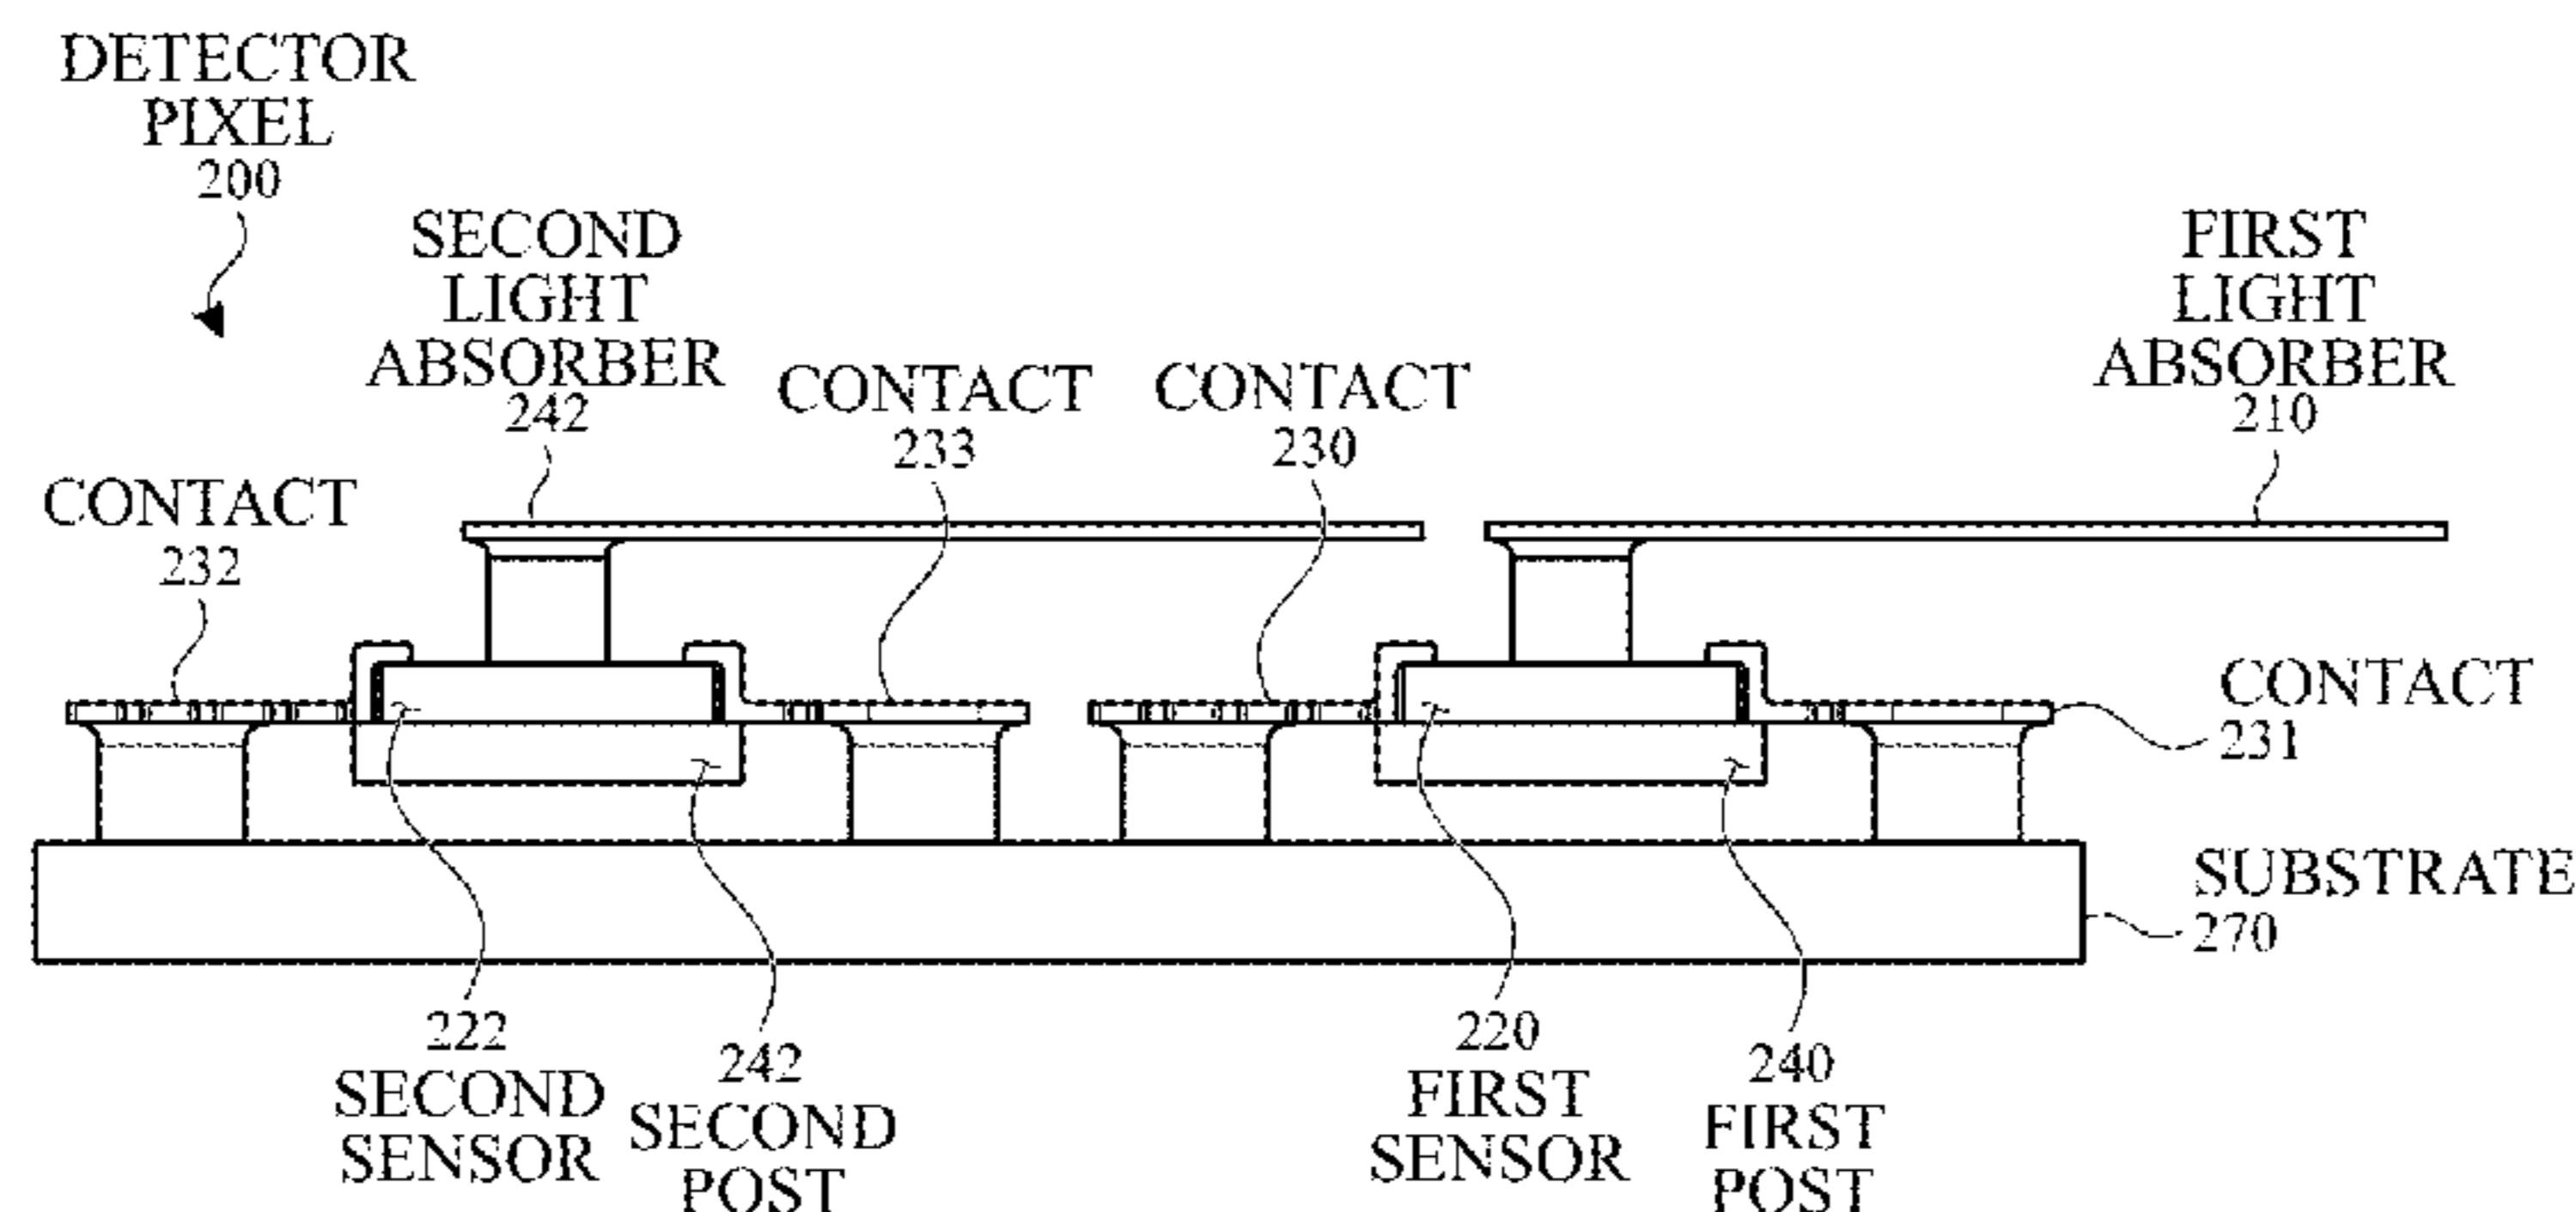 DETECTOR
PIXEL
200
SECOND
LIGHT
ABSORBER
242
CONTACT
233
CONTACT
230
FIRST
LIGHT
ABSORBER
210
CONTACT
232
CONTACT
231
SUBSTRATE
270
222
SECOND
SENSOR
242
SECOND
POST
220
FIRST
SENSOR
240
FIRST
POST